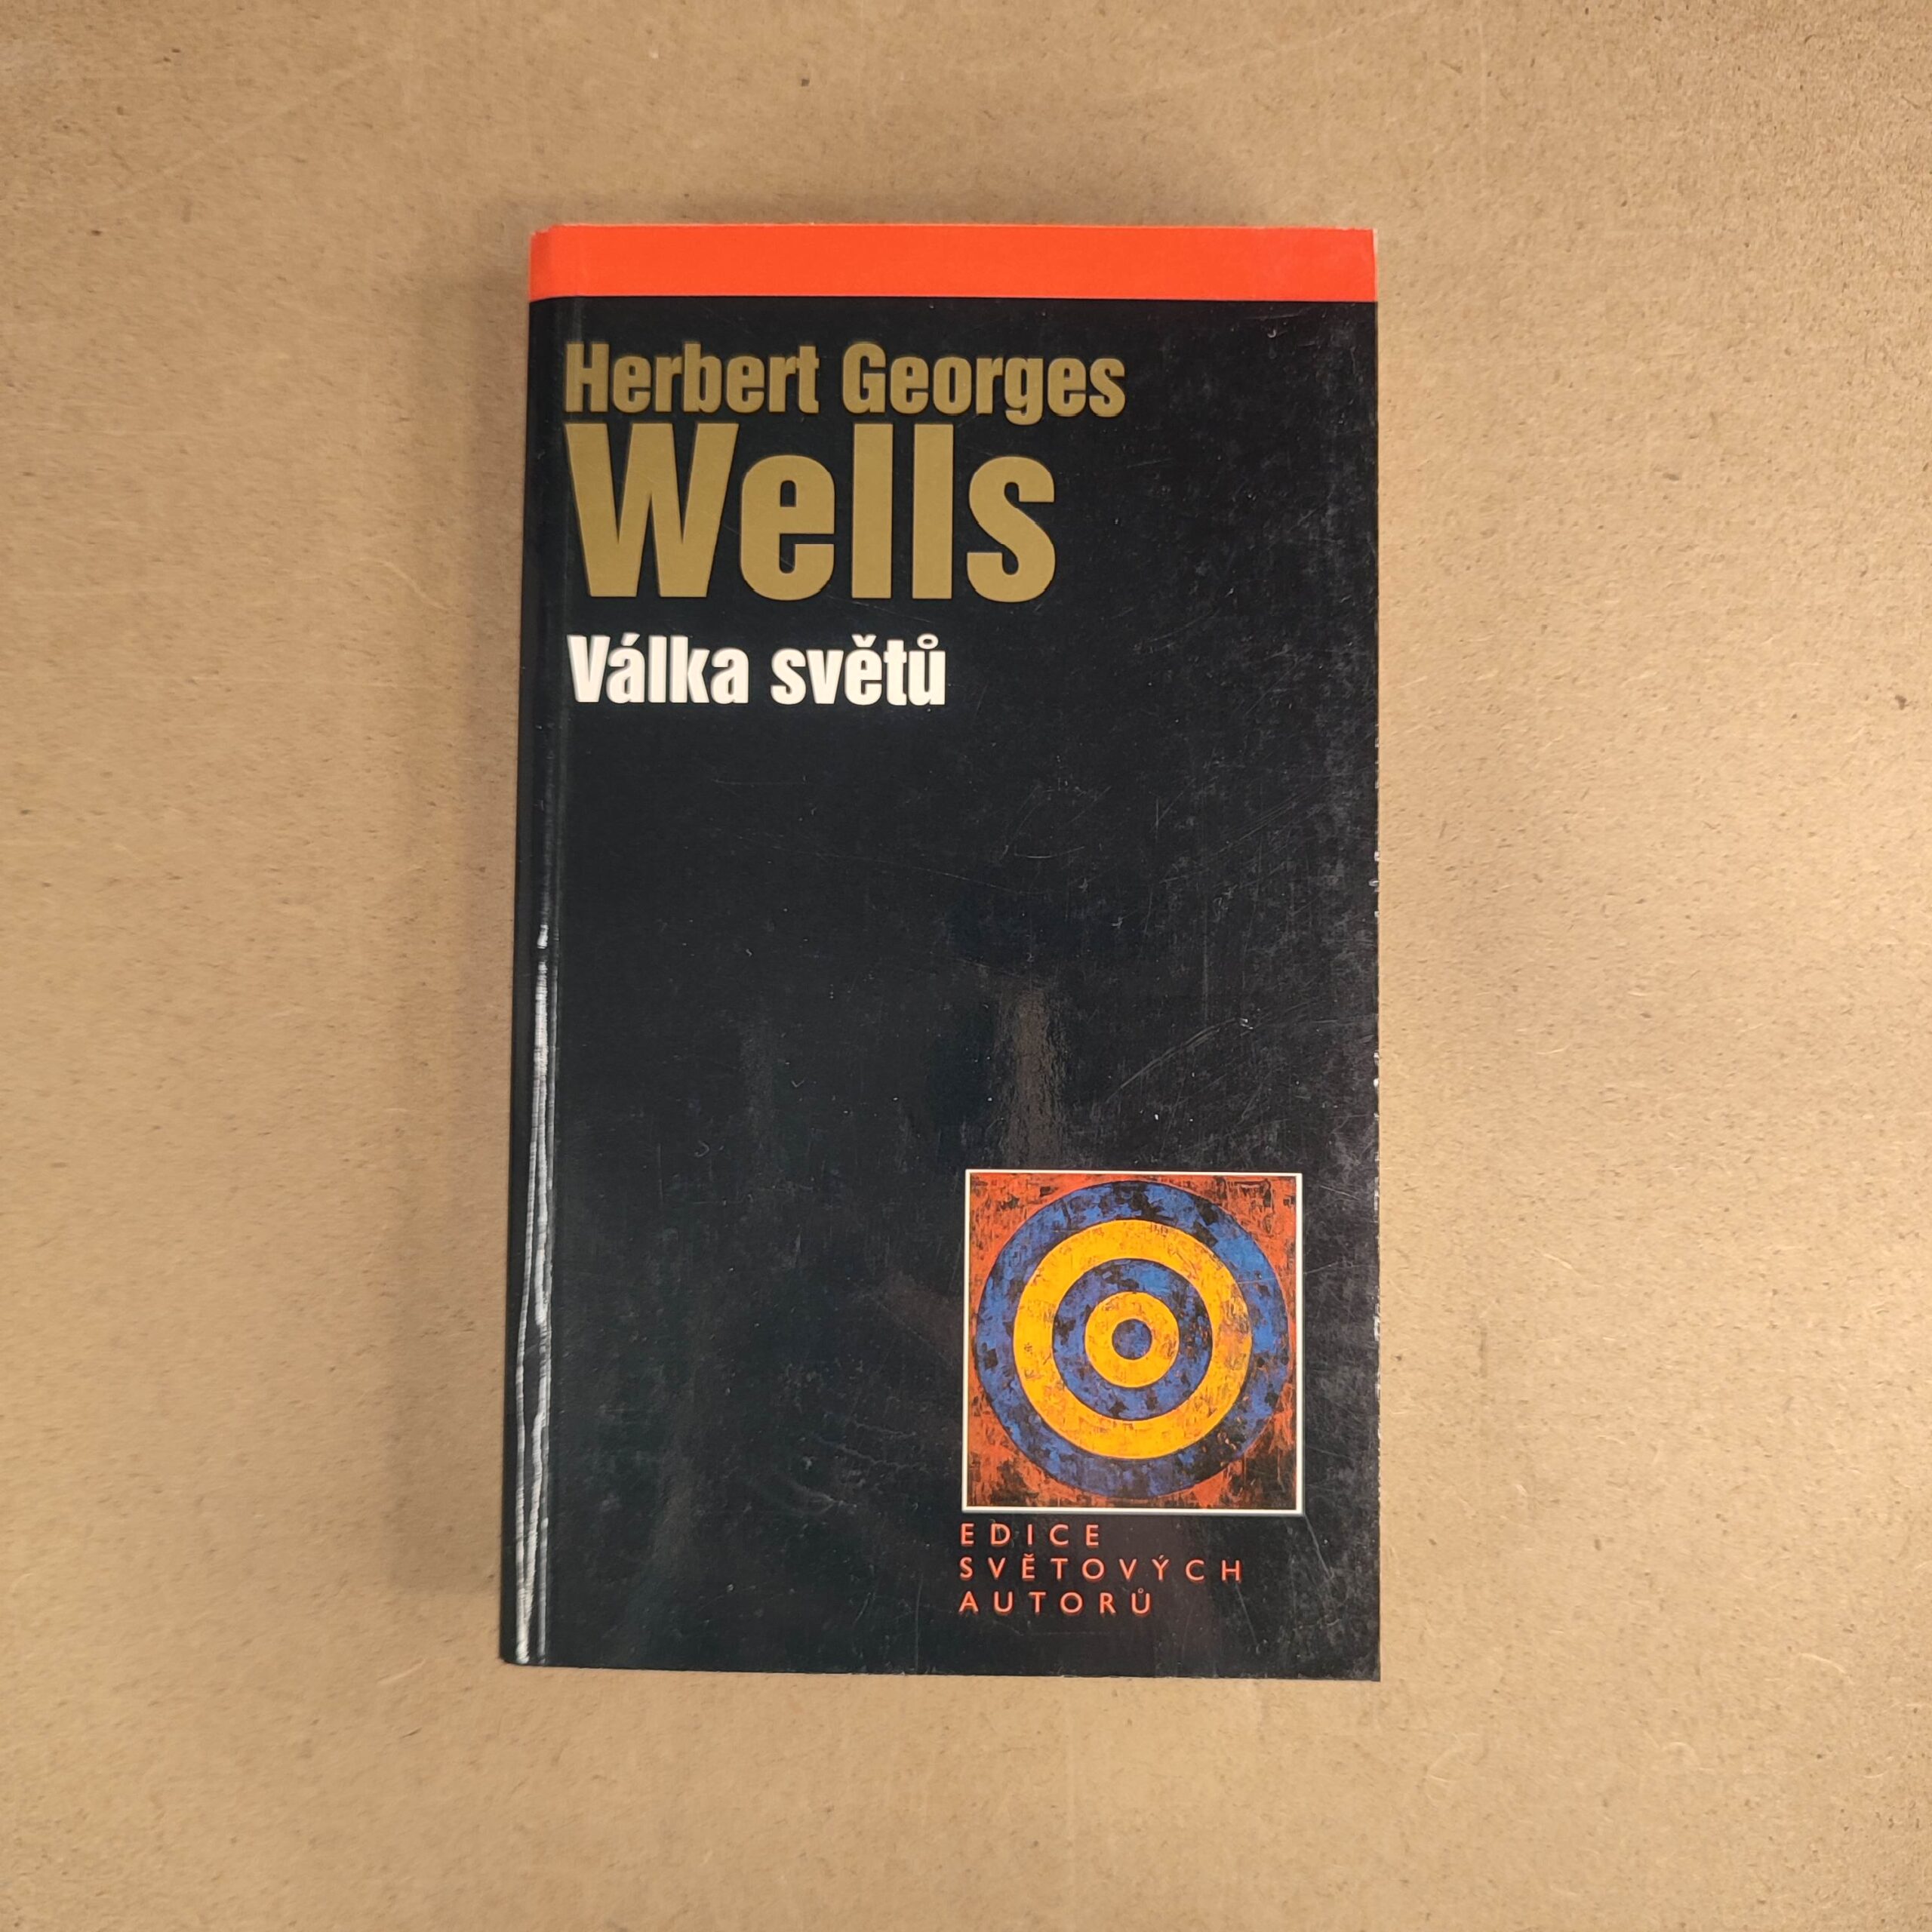 Herbert Georges
Wells
Válka světů
EDICE
SVĚTOVÝCH
AUTORŮ